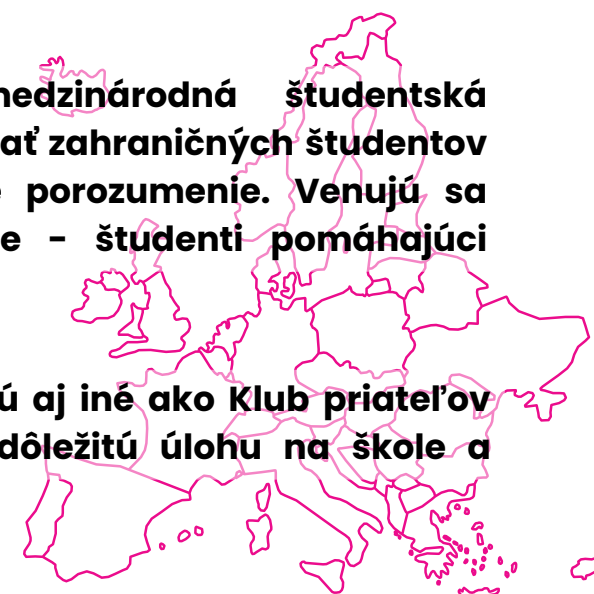 medzinárodná študentská
ať zahraničných študentov
porozumenie. Venujú sa
e - študenti pomáhajúci
ú aj iné ako Klub priateľov
dôležitú úlohu na škole a